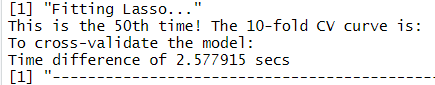 [1] "Fitting Lasso..."
This is the 50th time! The 10-fold CV curve is:
To cross-validate the model:
Time difference of 2.577915 secs
[1] "---------------------------------------------